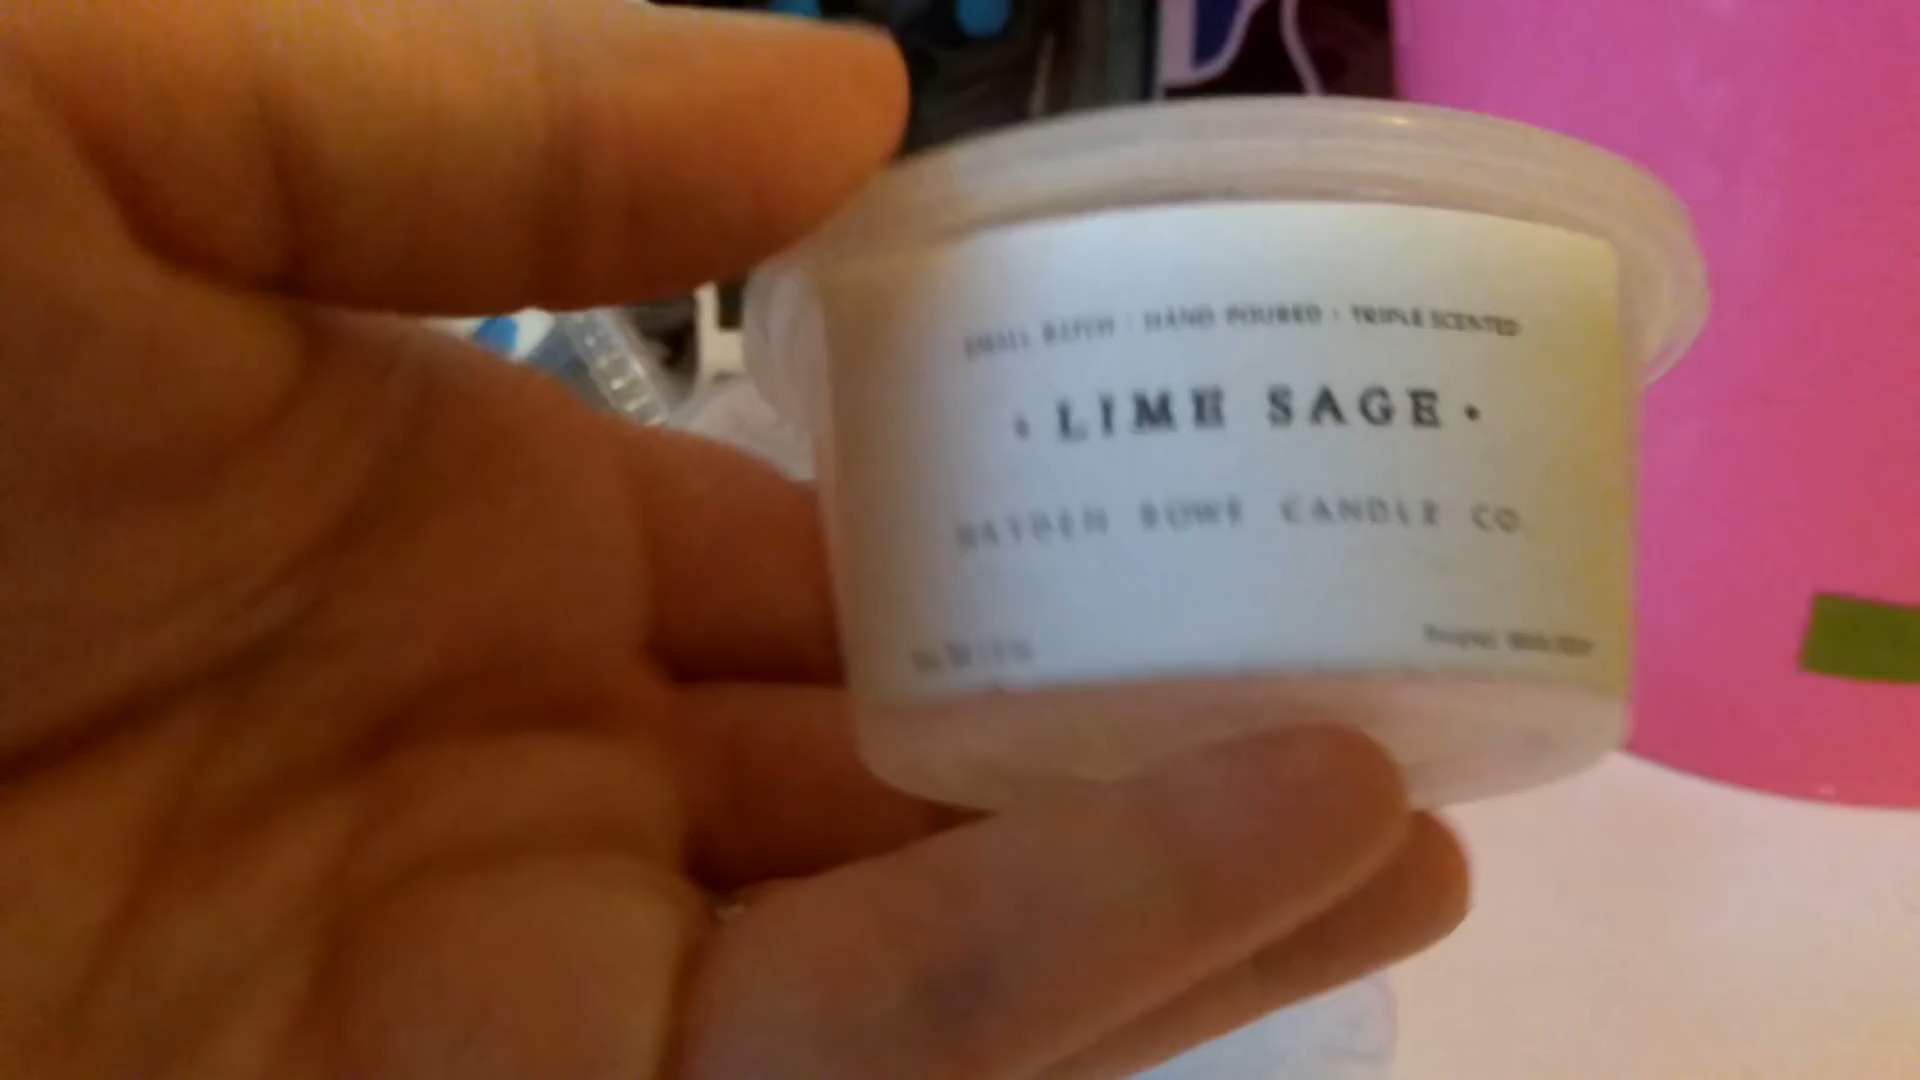 SMALL BATCH · HAND POURED · TRIPLE SCENTED
• LIME SAGE •
HAYDEN ROWE CANDLE CO.